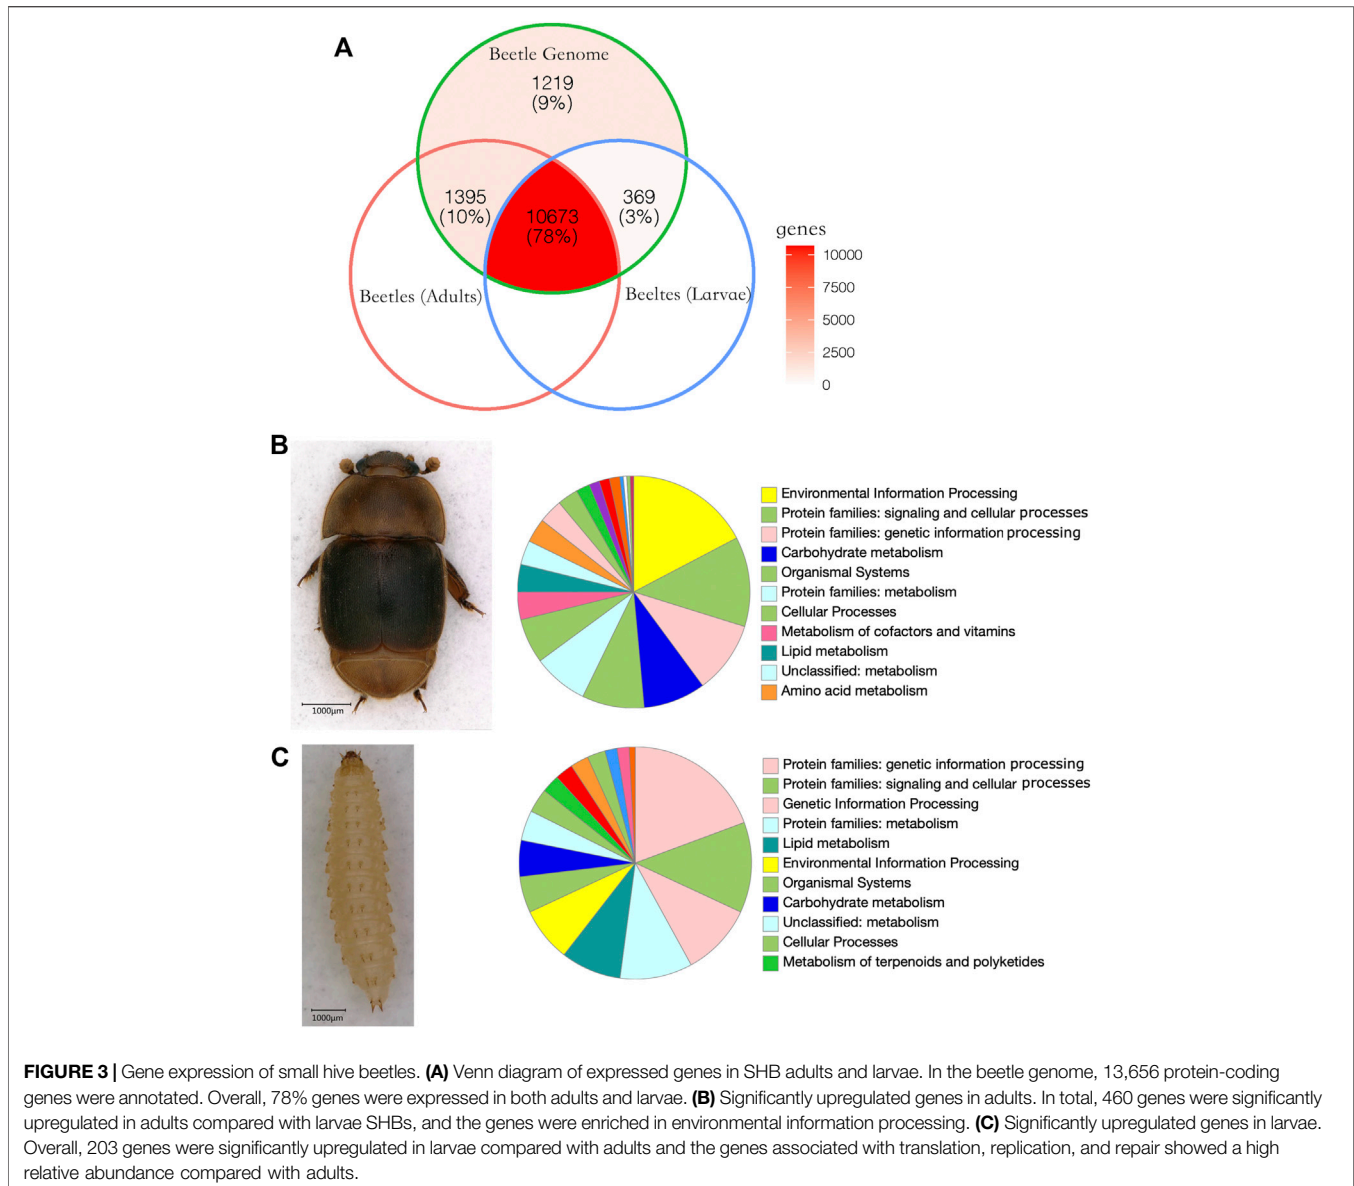 A
Beetle Genome
1219
(9%)
1395
(10%)
10673
(78%)
369
(3%)
Beetles (Adults)
Beeltes (Larvae)
genes
10000
7500
5000
2500
0
B
1000µm
Environmental Information Processing
Protein families: signaling and cellular processes
Protein families: genetic information processing
Carbohydrate metabolism
Organismal Systems
Protein families: metabolism
Cellular Processes
Metabolism of cofactors and vitamins
Lipid metabolism
Unclassified: metabolism
Amino acid metabolism
C
1000µm
Protein families: genetic information processing
Protein families: signaling and cellular processes
Genetic Information Processing
Protein families: metabolism
Lipid metabolism
Environmental Information Processing
Organismal Systems
Carbohydrate metabolism
Unclassified: metabolism
Cellular Processes
Metabolism of terpenoids and polyketides
FIGURE 3 | Gene expression of small hive beetles. (A) Venn diagram of expressed genes in SHB adults and larvae. In the beetle genome, 13,656 protein-coding
genes were annotated. Overall, 78% genes were expressed in both adults and larvae. (B) Significantly upregulated genes in adults. In total, 460 genes were significantly
upregulated in adults compared with larvae SHBs, and the genes were enriched in environmental information processing. (C) Significantly upregulated genes in larvae.
Overall, 203 genes were significantly upregulated in larvae compared with adults and the genes associated with translation, replication, and repair showed a high
relative abundance compared with adults.